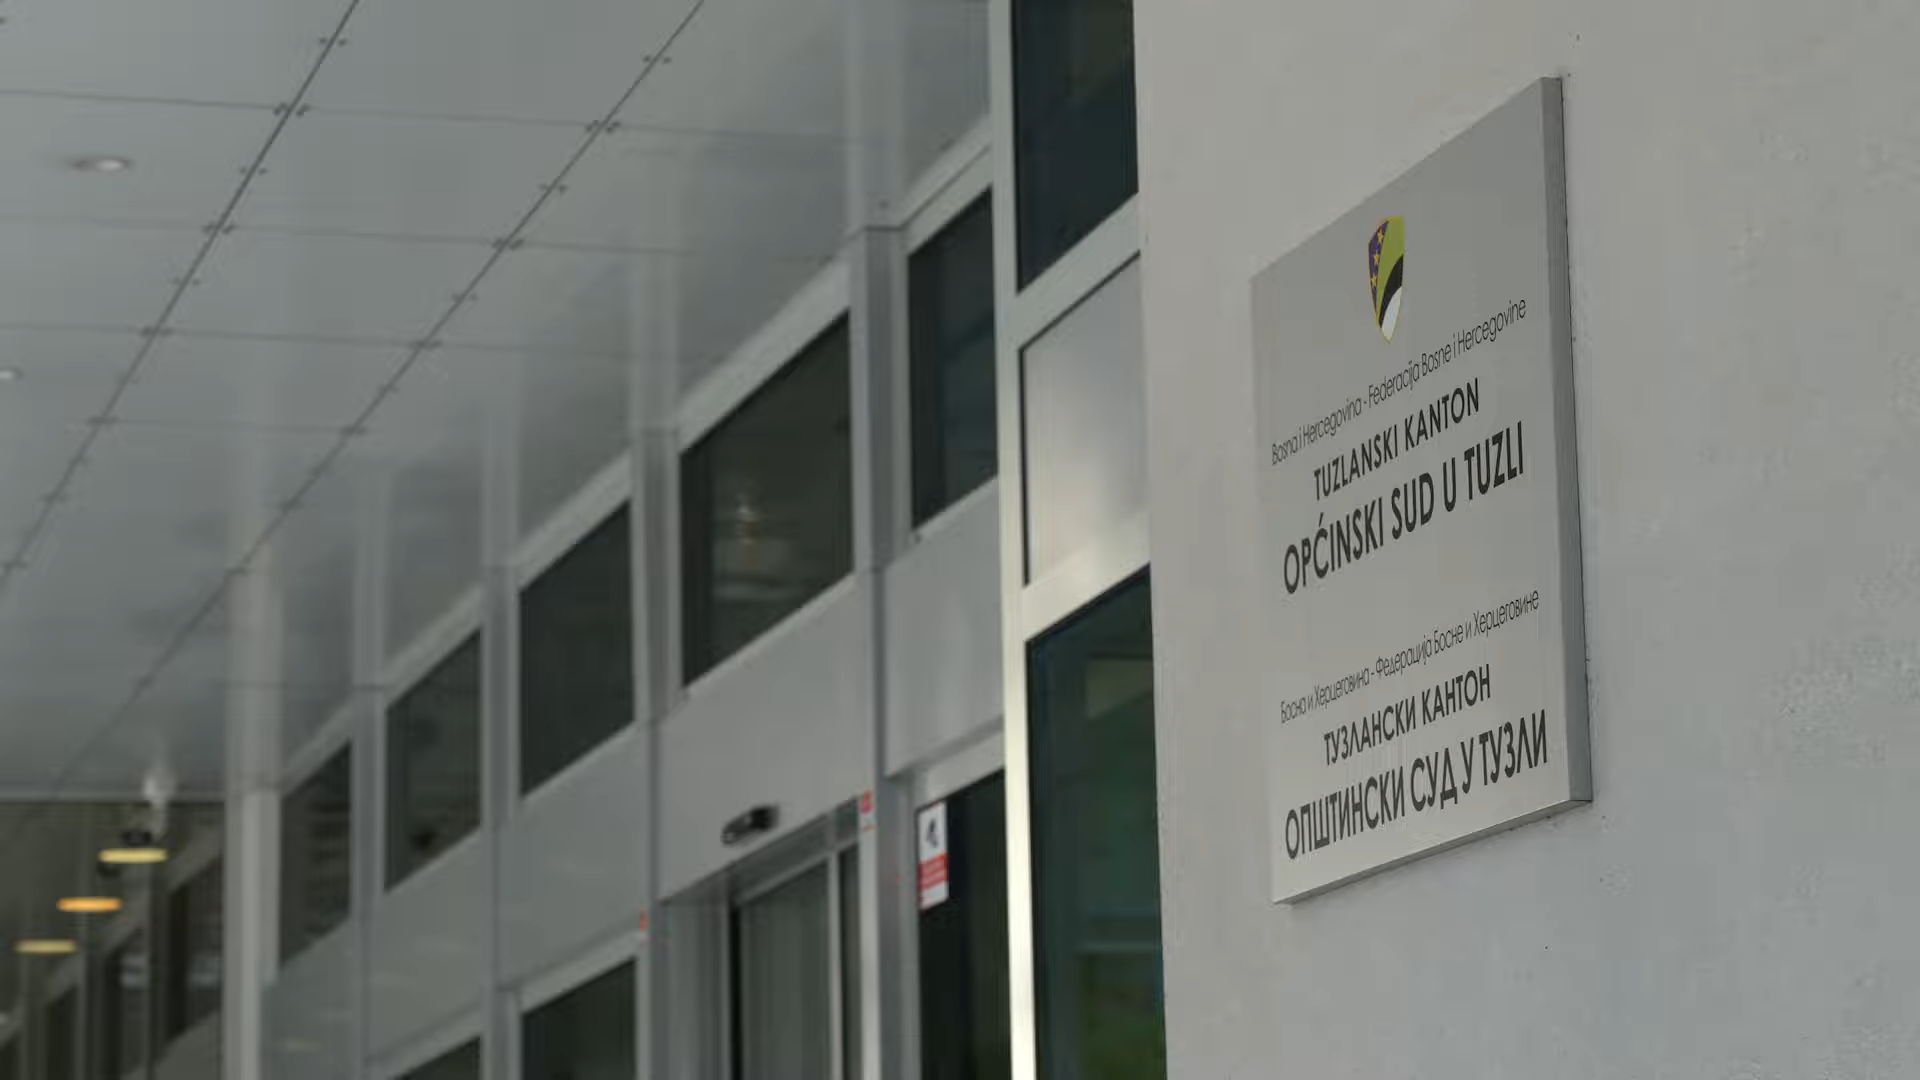 Bosna i Hercegovina - Federacija Bosne i Hercegovine
TUZLANSKI KANTON
OPĆINSKI SUD U TUZLI
Босна и Херцеговина - Федерација Босне и Херцеговине
ТУЗЛАНСКИ КАНТОН
ОПШТИНСКИ СУД У ТУЗЛИ